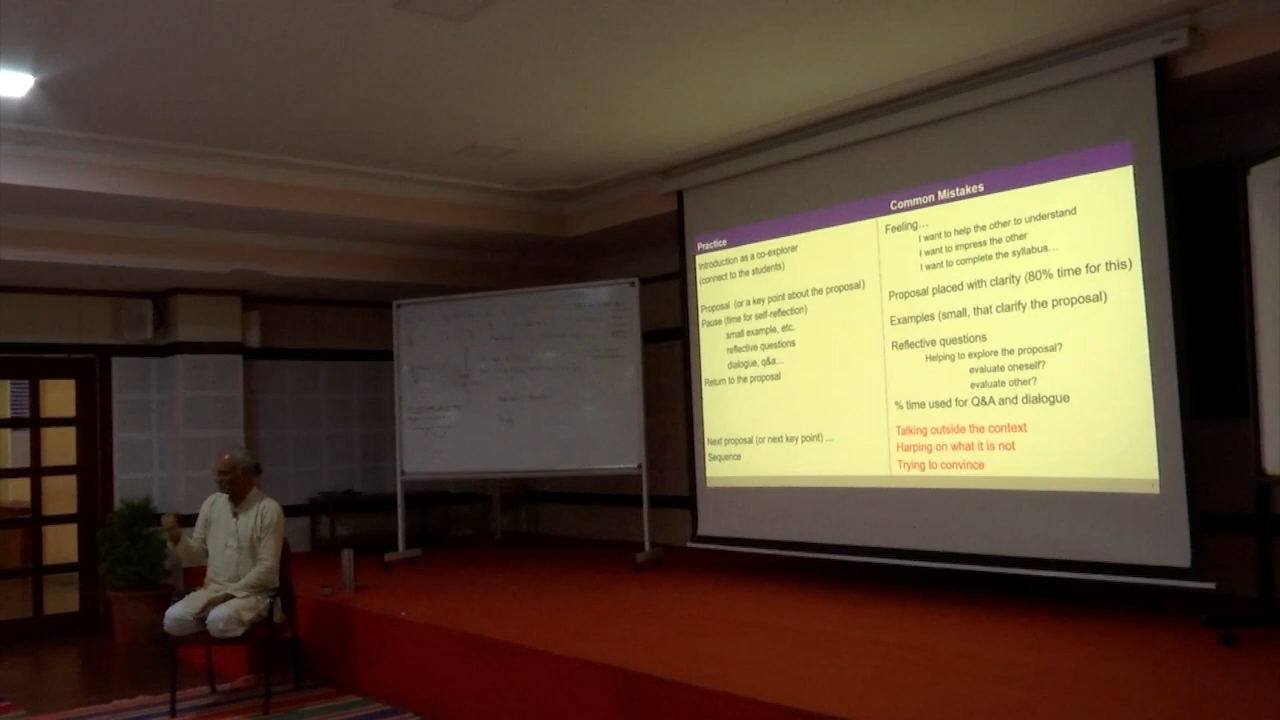 Practice
Introduction as a co-explorer
(connect to the students)
Proposal (or a key point about the proposal)
Pause (time for self-reflection)
small example, etc.
reflective questions
dialogue, q&a...
Return to the proposal
Next proposal (or next key point) ...
Sequence
Common Mistakes
Feeling...
I want to help the other to understand
I want to impress the other
I want to complete the syllabus...
Proposal placed with clarity (80% time for this)
Examples (small, that clarify the proposal)
Reflective questions
Helping to explore the proposal?
evaluate oneself?
evaluate other?
% time used for Q&A and dialogue
Talking outside the context
Harping on what it is not
Trying to convince